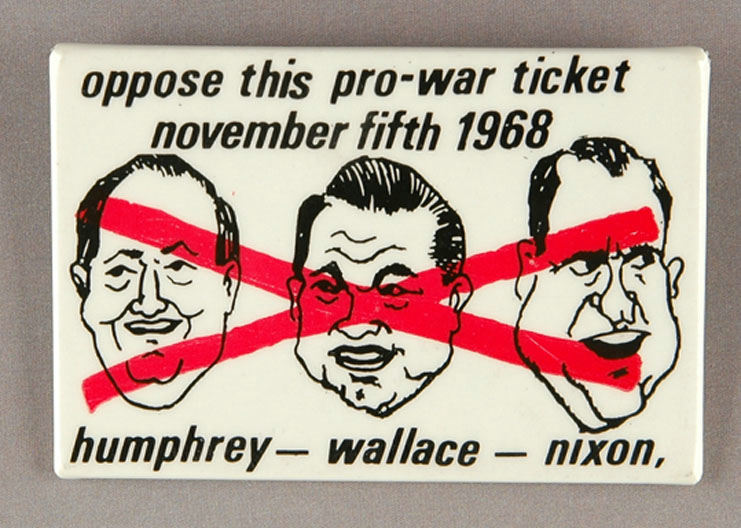 oppose this pro-war ticket
november fifth 1968
humphrey — wallace — nixon,